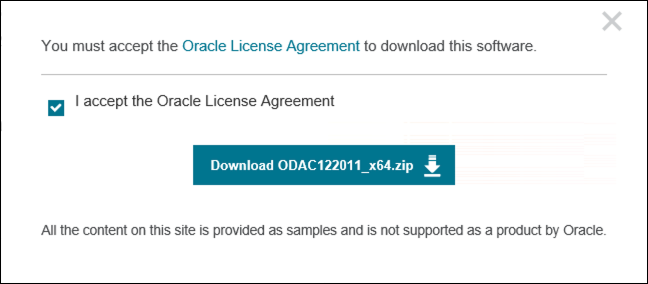 You must accept the Oracle License Agreement to download this software.
I accept the Oracle License Agreement
Download ODAC122011_x64.zip
All the content on this site is provided as samples and is not supported as a product by Oracle.